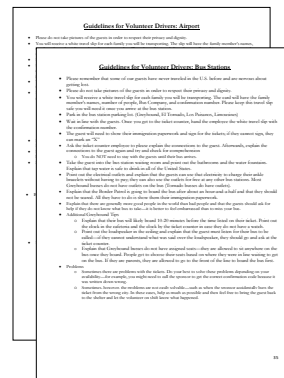 Guidelines for Volunteer Drivers: Airport
Please do not take pictures of the guests in order to respect their privacy and dignity.
You will receive a white travel slip for each family you will be transporting. The slip will have the family member's names,
Guidelines for Volunteer Drivers: Bus Stations
Please remember that some of our guests have never traveled in the U.S. before and are nervous about
getting lost.
Please do not take pictures of the guests in order to respect their privacy and dignity.
You will receive a white travel slip for each family you will be transporting. The card will have the family
member's names, number of people, Bus Company, and confirmation number. Please keep this travel
slip you will need it once you arrive at the bus station.
Park in the bus station parking lot. (Greyhound, El Tornado, Los Paisanos, Limousines)
Wait in line with the guests. Once you get to the ticket counter, hand the employee the white travel slip with
the confirmation number.
The guest will need to show their immigration paperwork and sign for the tickets; if they cannot sign, they
can mark an "X"
Ask the ticket counter employee to please explain the connections to the guest. Afterwards, explain the
connections to the guest again and check for comprehension
You do NOT need to stay with the guests until their bus arrives.
Take the guests into the bus station waiting room and point out the bathrooms and the water fountains.
Explain that tap water is safe to drink in all of the United States.
Point out the electrical outlets and explain that the guests can use that electricity to charge their ankle
bracelets without having to pay; they can also use the outlets for free at any other bus stations. Most
Greyhound busses do not have outlets on the bus (Tornado buses do have outlets).
Explain that the Border Patrol is going to board the bus about an hour and a half and that they should
not be scared. All they have to do is show them their immigration paperwork.
Explain that there are generally more good people in the world than bad people and that the guests should ask for
help if they do not know what bus to take—it is better to feel embarrassed than to miss your bus.
Additional Greyhound Tips:
Explain that their bus will likely board 15-20 minutes before the time listed on their ticket. Point out
the clock in the cafeteria and the clock by the ticket counter in case they do not have a watch.
Point out the loudspeaker in the ceiling and explain that the guest must listen for their bus to be
called—if they cannot understand what was said over the loudspeaker, they should go and ask at the
ticket counter.
Explain that Greyhound busses do not have assigned seats—they are allowed to sit anywhere on the
bus once they board. People get to choose their seats based on where they were in line waiting to get
on the bus. If they are parents, they are allowed to go to the front of the line to board the bus first.
Problems
Sometimes there are problems with the tickets. Do your best to solve these problems depending on your
availability—for example, you might need to call the sponsor to get the correct confirmation code because it
was written down wrong.
Sometimes, however, the problems are not easily solvable—such as when the sponsor accidentally buys the
ticket from the wrong city. In these cases, help as much as possible and then feel free to bring the guest back
to the shelter and let the volunteer on shift know what happened.
45